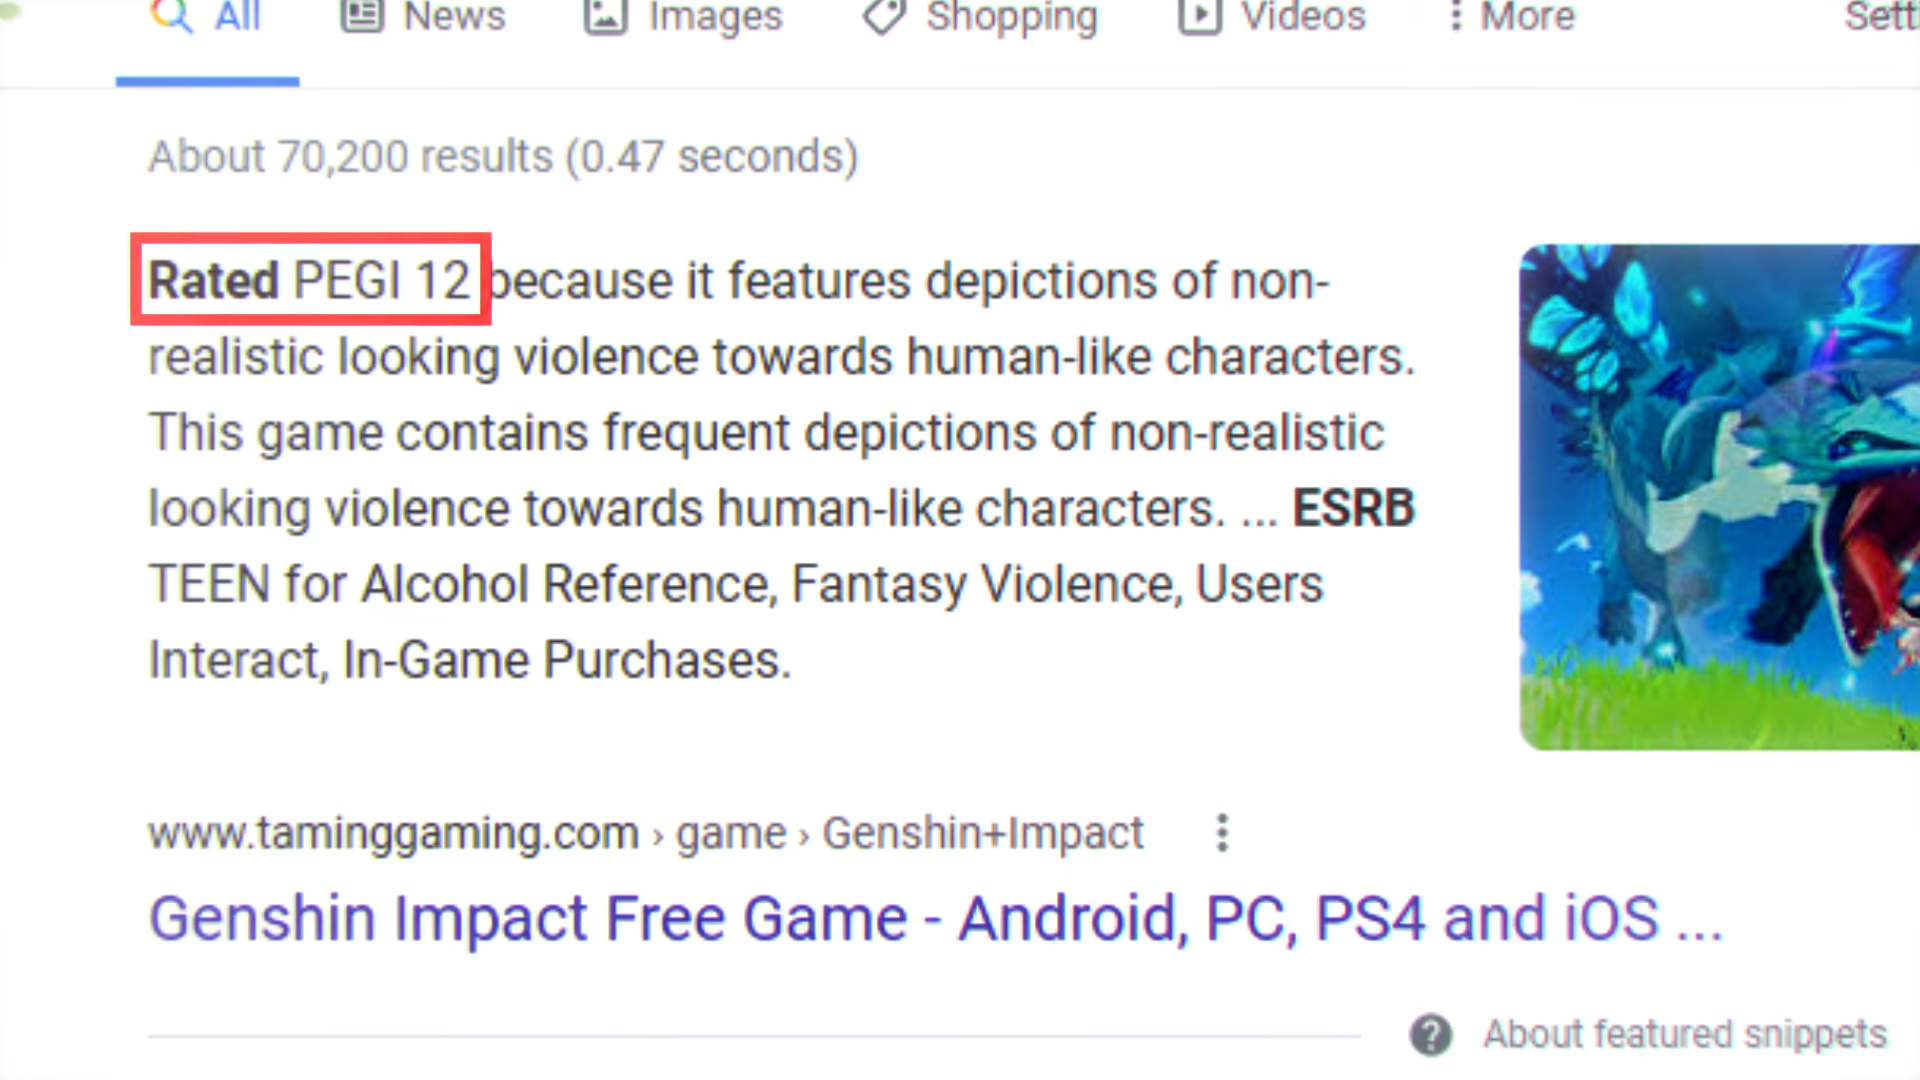 All News Images Shopping Videos More
About 70,200 results (0.47 seconds)
Rated PEGI 12 because it features depictions of non-
realistic looking violence towards human-like characters.
This game contains frequent depictions of non-realistic
looking violence towards human-like characters. ... ESRB
TEEN for Alcohol Reference, Fantasy Violence, Users
Interact, In-Game Purchases.
www.taminggaming.com › game › Genshin+Impact
Genshin Impact Free Game - Android, PC, PS4 and iOS ...
About featured snippets